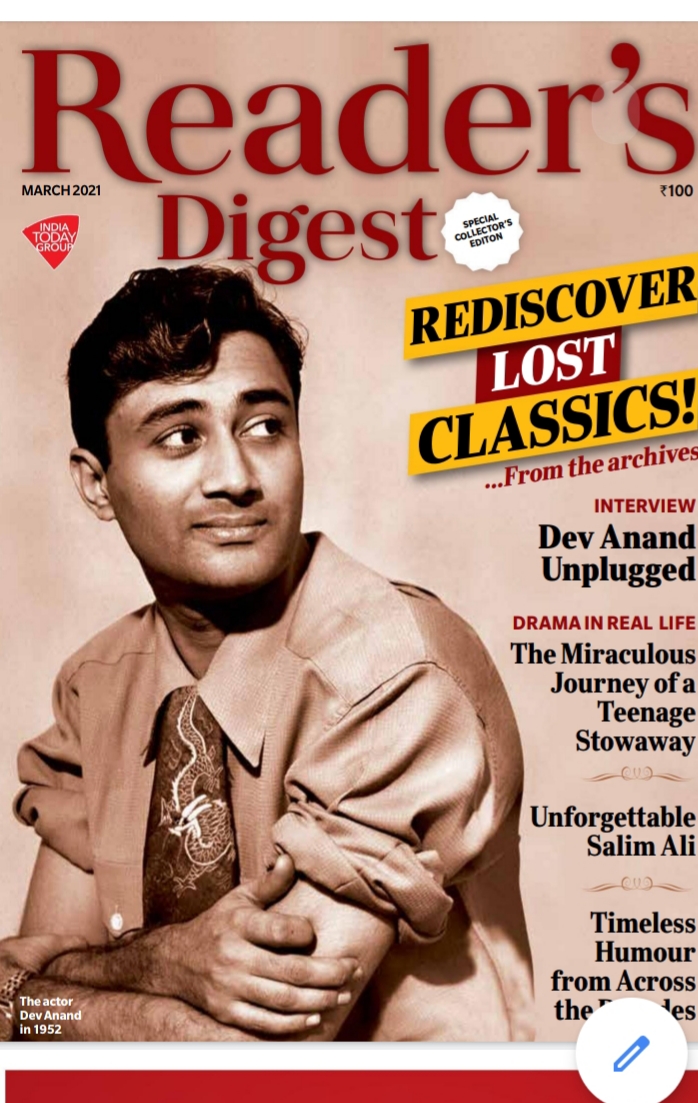 Reader's
MARCH 2021
₹100
Digest
INDIA
TODAY
GROUP
SPECIAL
COLLECTOR'S
EDITON
REDISCOVER
LOST
CLASSICS!
...From the archives
INTERVIEW
Dev Anand
Unplugged
DRAMA IN REAL LIFE
The Miraculous
Journey of a
Teenage
Stowaway
Unforgettable
Salim Ali
Timeless
Humour
from Across
the
The actor
Dev Anand
in 1952